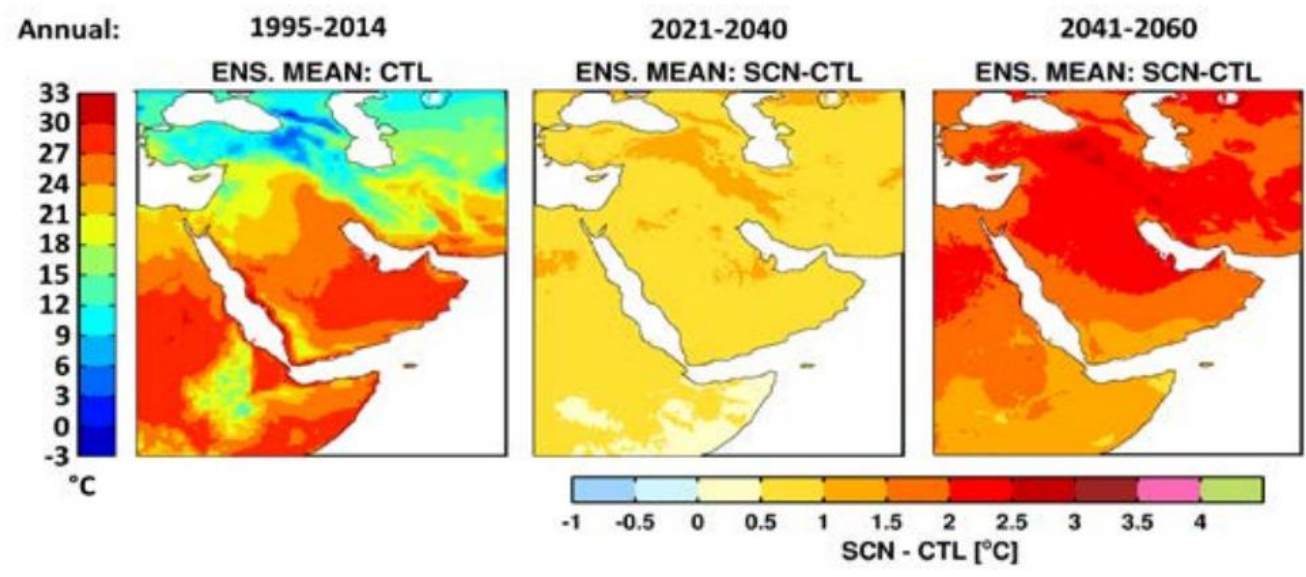 Annual: 1995-2014 2021-2040 2041-2060
ENS. MEAN: CTL ENS. MEAN: SCN-CTL ENS. MEAN: SCN-CTL
33
30
27
24
21
18
15
12
9
6
3
0
-3
°C
-1 -0.5 0 0.5 1 1.5 2 2.5 3 3.5 4
SCN - CTL [°C]